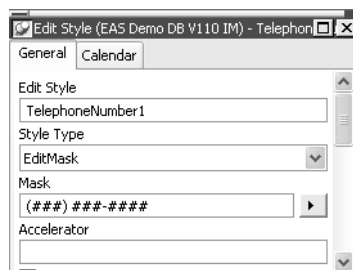 Edit Style (EAS Demo DB V110 IM) - Telephon
General Calendar
Edit Style
TelephoneNumber1
Style Type
EditMask
Mask
(###) ###-####
Accelerator